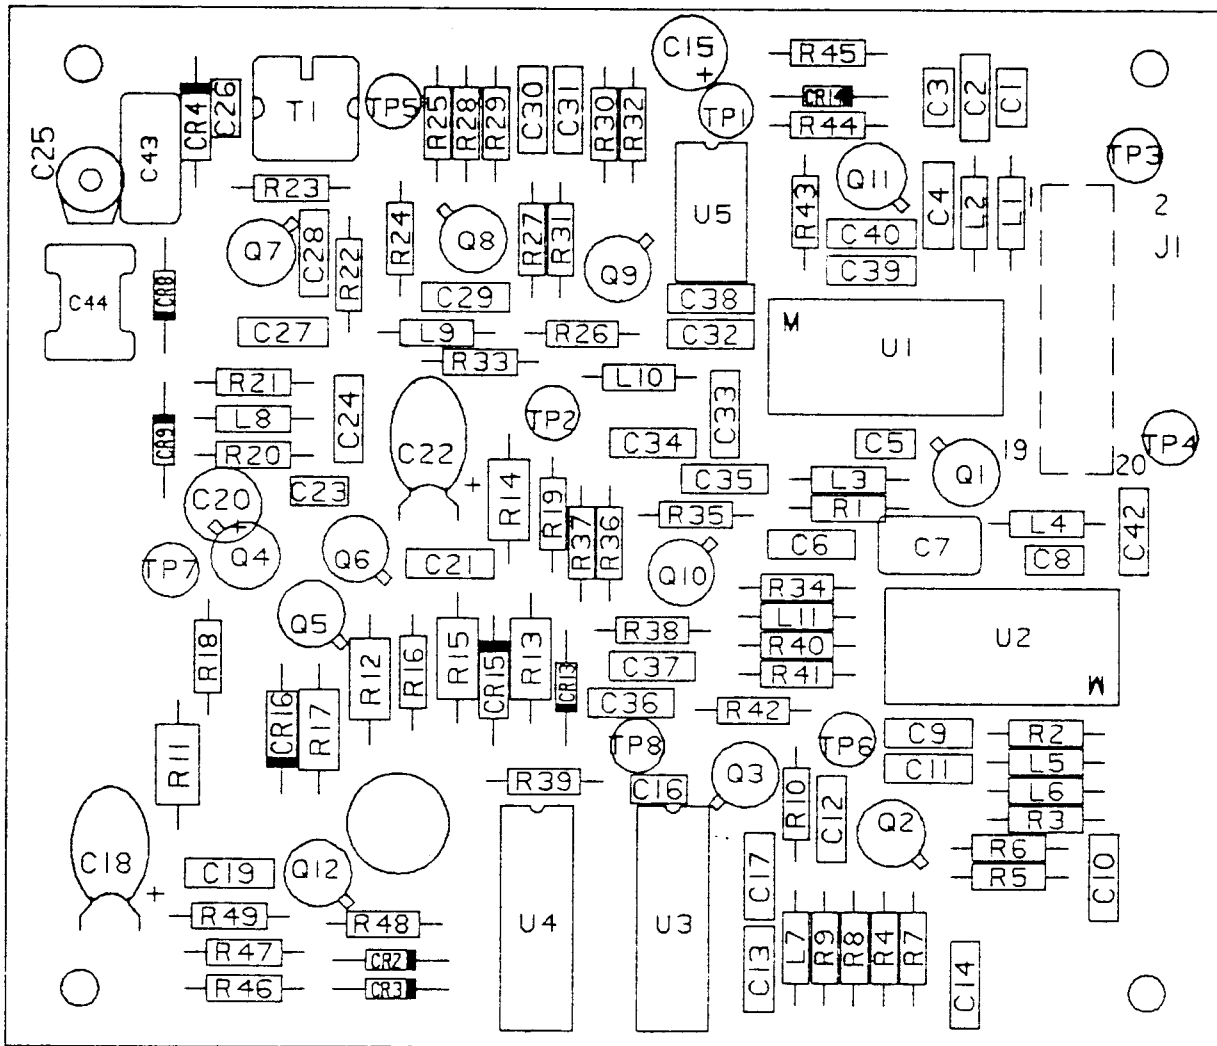 C15
+
R45
C25
C43
CR4
C26
T1
TP5
R25
R28
R29
C30
C31
R30
R32
TP1
CR14
R44
C3
C2
C1
TP3
R23
Q7
C28
R22
R24
Q8
R27
R31
Q9
U5
R43
Q11
C40
C39
C4
L2
L1
1
2
J1
C44
CR8
C27
C29
L9
R33
R26
C38
C32
M
U1
R21
L8
R20
CR9
C24
C22
+
TP2
L10
C33
C34
C35
C5
Q1
19
20
TP4
C20
+
C23
R14
R19
R37
R36
R35
L3
R1
C6
C7
L4
C8
C42
TP7
Q4
Q6
C21
Q10
R34
L11
R40
R41
U2
W
Q5
R18
R12
R16
R15
CR15
R13
CR13
R38
C37
C36
R42
TP8
TP6
C9
C11
R2
L5
L6
R3
R11
CR16
R17
R39
C16
Q3
R10
C12
Q2
R6
R5
C10
C18
+
C19
Q12
R49
R48
R47
CR2
R46
CR3
U4
U3
C17
C13
L7
R9
R8
R4
R7
C14